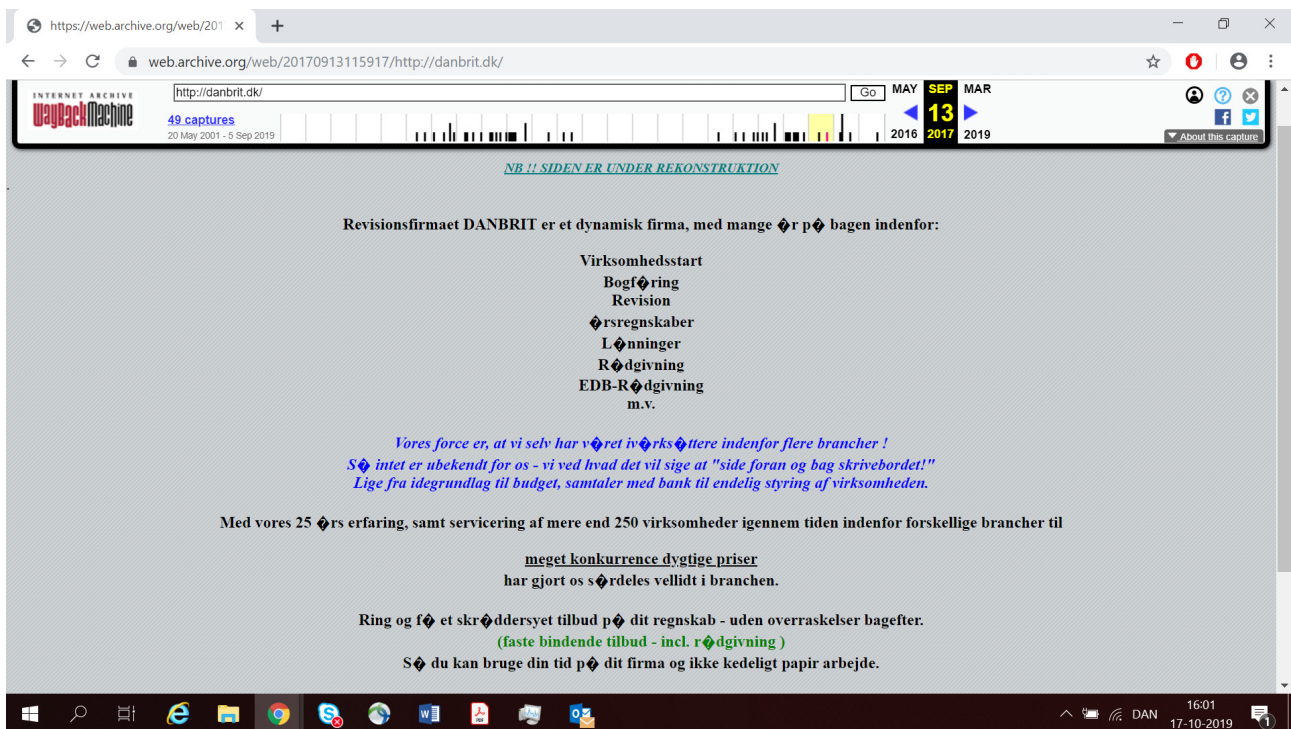 https://web.archive.org/web/201
web.archive.org/web/20170913115917/http://danbrit.dk/
INTERNET ARCHIVE
WayBackMachine
http://danbrit.dk/
Go
MAY SEP MAR
49 captures
13
20 May 2001 - 5 Sep 2019
2016 2017 2019
About this capture
NB !! SIDEN ER UNDER REKONSTRUKTION
.
Revisionsfirmaet DANBRIT er et dynamisk firma, med mange �r p� bagen indenfor:
Virksomhedsstart
Bogf�ring
Revision
�rsregnskaber
L�nninger
R�dgivning
EDB-R�dgivning
m.v.
Vores force er, at vi selv har v�ret iv�rks�ttere indenfor flere brancher !
S� intet er ubekendt for os - vi ved hvad det vil sige at "side foran og bag skrivebordet!"
Lige fra idegrundlag til budget, samtaler med bank til endelig styring af virksomheden.
Med vores 25 �rs erfaring, samt servicering af mere end 250 virksomheder igennem tiden indenfor forskellige brancher til
meget konkurrence dygtige priser
har gjort os s�rdeles vellidt i branchen.
Ring og f� et skr�ddersyet tilbud p� dit regnskab - uden overraskelser bagefter.
(faste bindende tilbud - incl. r�dgivning )
S� du kan bruge din tid p� dit firma og ikke kedeligt papir arbejde.
DAN
16:01
17-10-2019
1